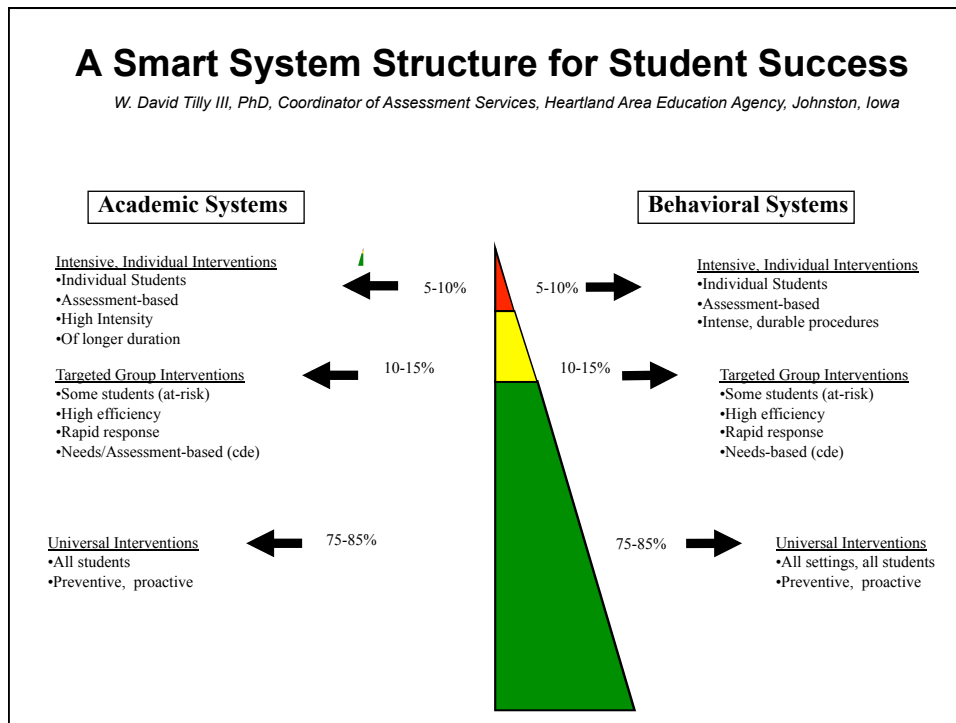 A Smart System Structure for Student Success
W. David Tilly III, PhD, Coordinator of Assessment Services, Heartland Area Education Agency, Johnston, Iowa
Academic Systems
Intensive, Individual Interventions
•Individual Students
•Assessment-based
•High Intensity
•Of longer duration
5-10%
Targeted Group Interventions
•Some students (at-risk)
•High efficiency
•Rapid response
•Needs/Assessment-based (cde)
10-15%
Universal Interventions
•All students
•Preventive, proactive
75-85%
Behavioral Systems
5-10%
Intensive, Individual Interventions
•Individual Students
•Assessment-based
•Intense, durable procedures
10-15%
Targeted Group Interventions
•Some students (at-risk)
•High efficiency
•Rapid response
•Needs-based (cde)
75-85%
Universal Interventions
•All settings, all students
•Preventive, proactive